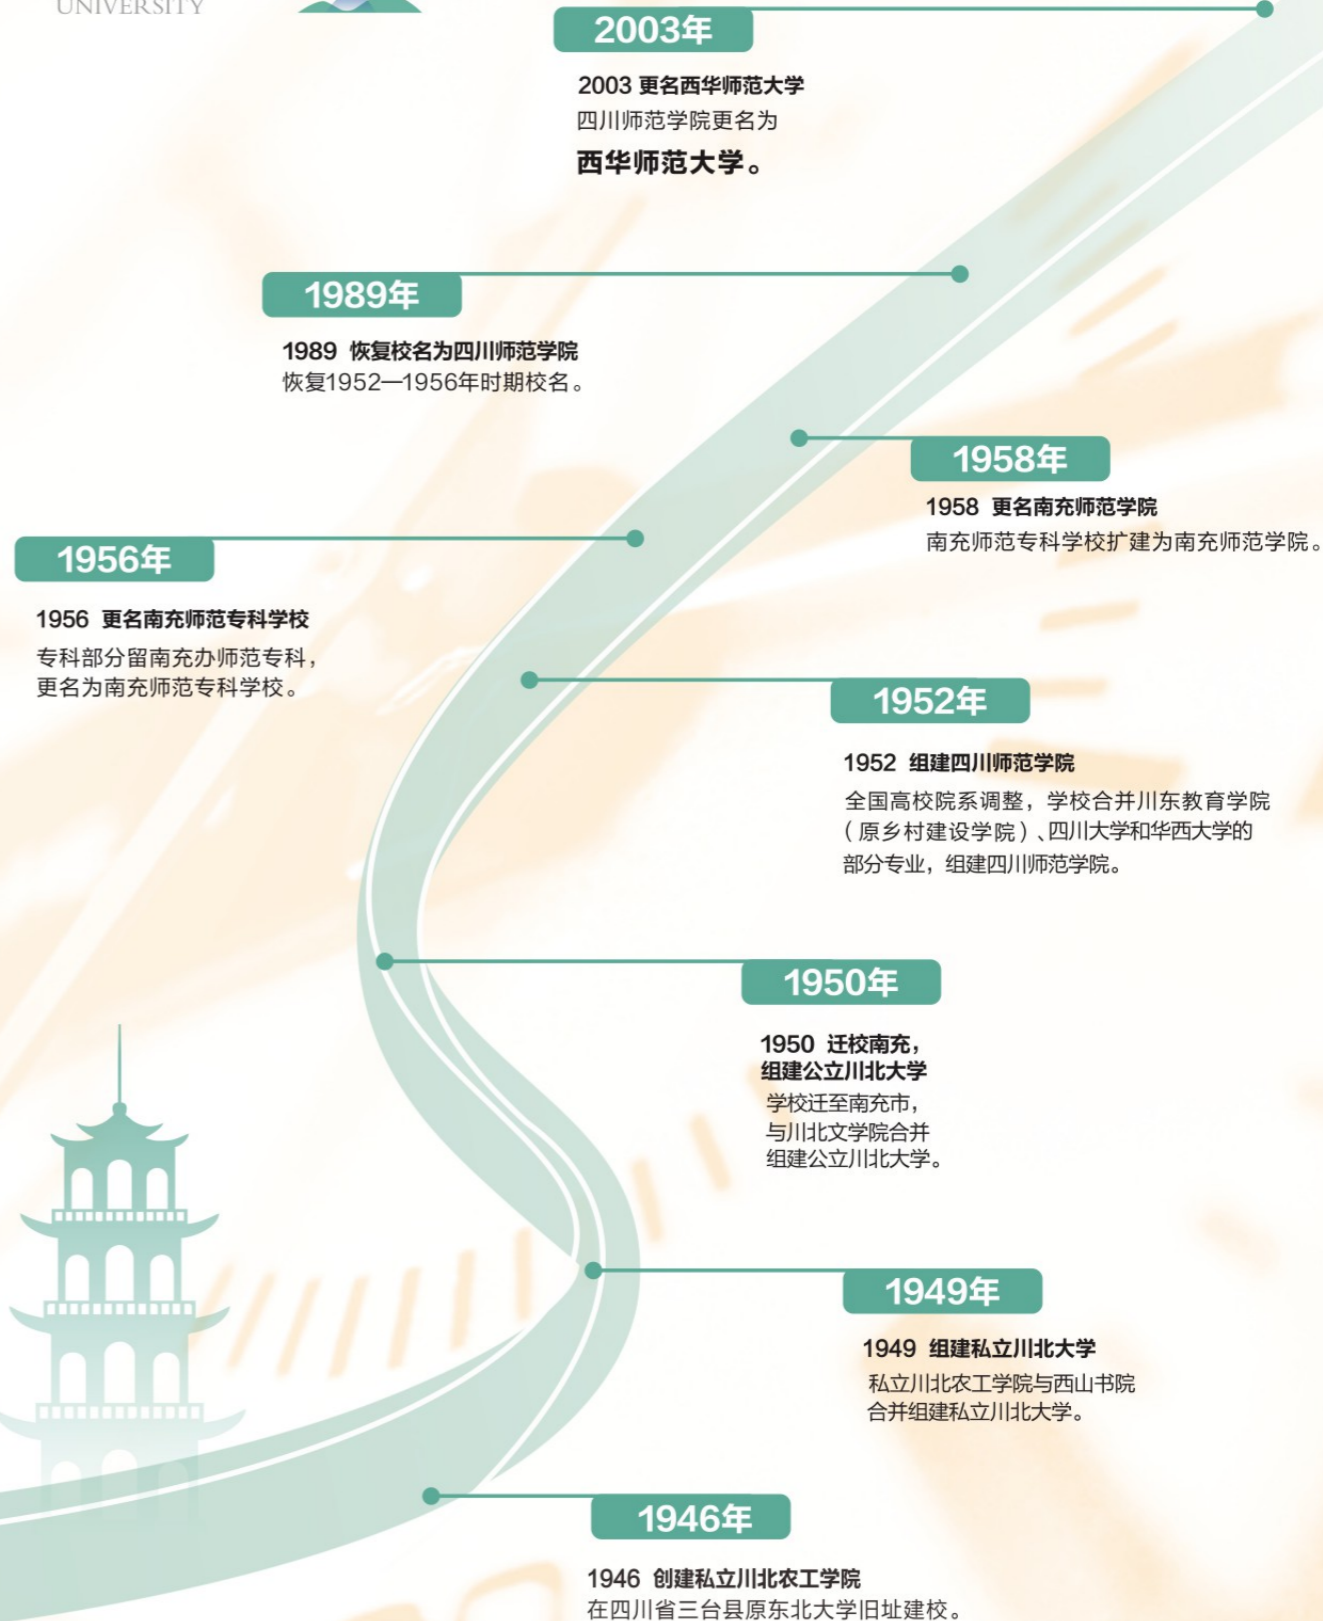 UNIVERSITY
2003年
2003 更名西华师范大学
四川师范学院更名为
西华师范大学。
1989年
1989 恢复校名为四川师范学院
恢复1952—1956年时期校名。
1958年
1958 更名南充师范学院
南充师范专科学校扩建为南充师范学院。
1956年
1956 更名南充师范专科学校
专科部分留南充办师范专科，
更名为南充师范专科学校。
1952年
1952 组建四川师范学院
全国高校院系调整，学校合并川东教育学院
（原乡村建设学院）、四川大学和华西大学的
部分专业，组建四川师范学院。
1950年
1950 迁校南充，
组建公立川北大学
学校迁至南充市，
与川北文学院合并
组建公立川北大学。
1949年
1949 组建私立川北大学
私立川北农工学院与西山书院
合并组建私立川北大学。
1946年
1946 创建私立川北农工学院
在四川省三台县原东北大学旧址建校。